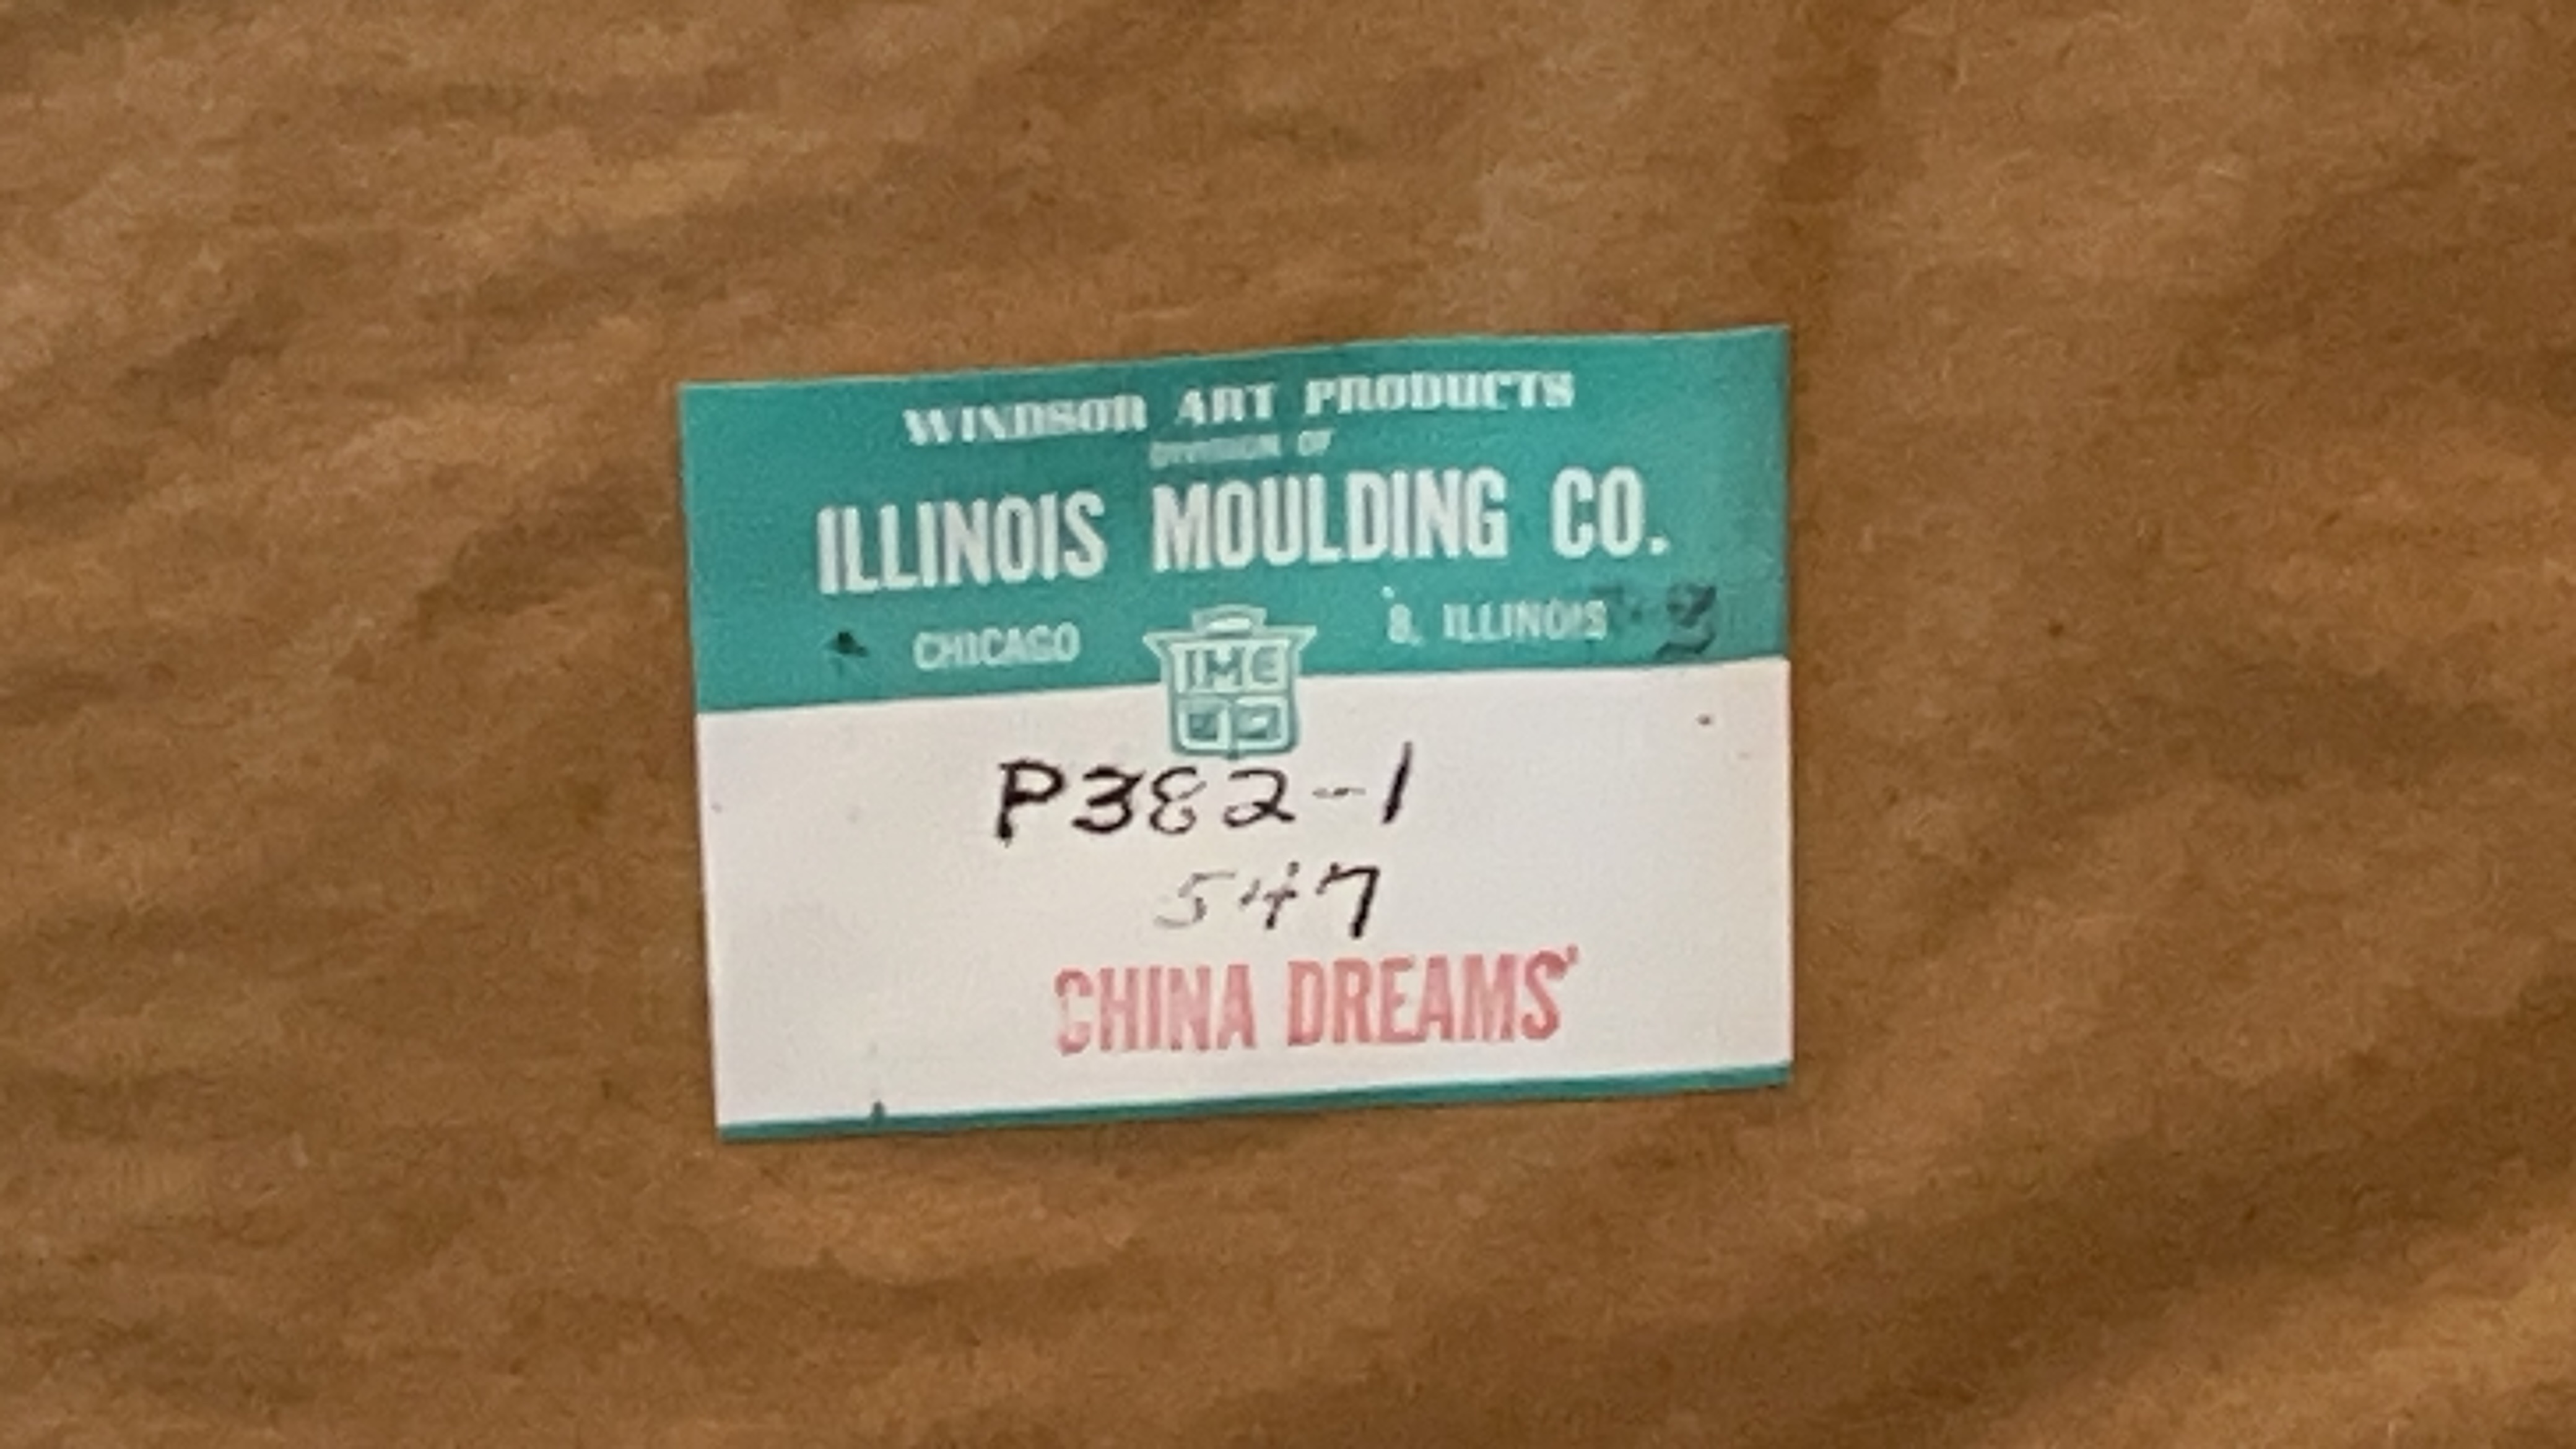 WINDSOR ART PRODUCTS
DIVISION OF
ILLINOIS MOULDING CO.
CHICAGO 8, ILLINOIS
IMC
P382-1
547
CHINA DREAMS